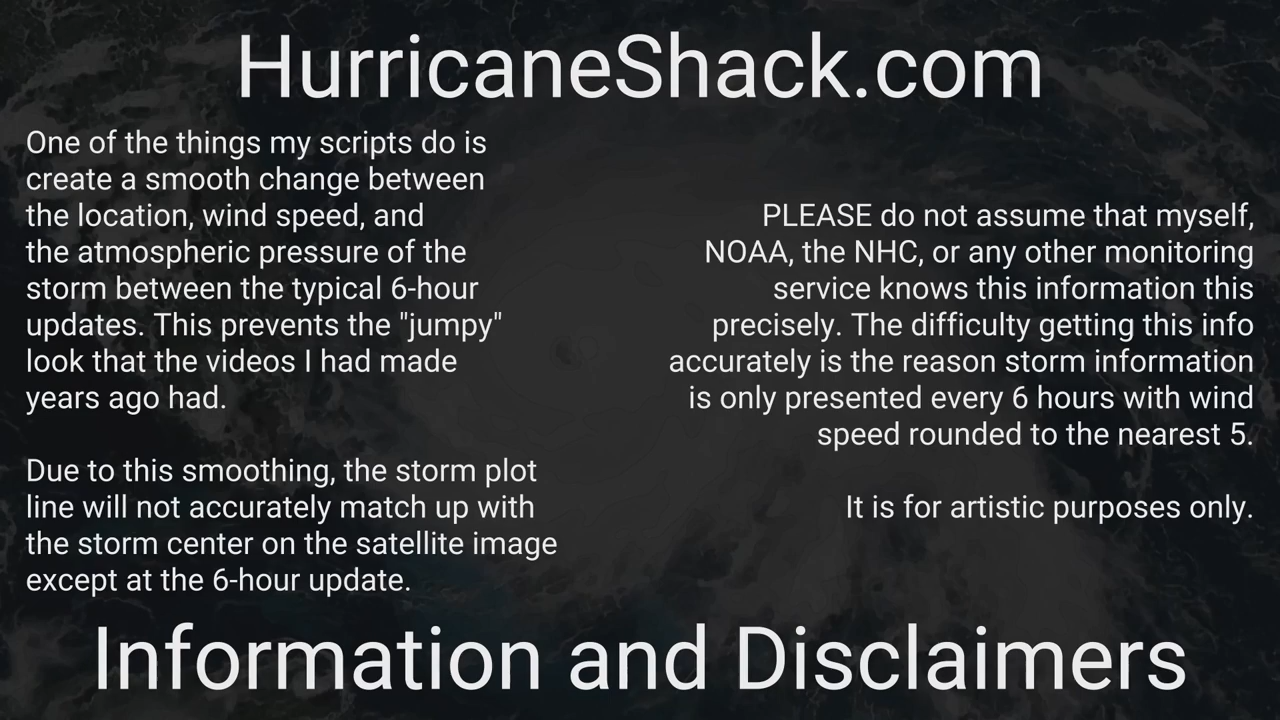 HurricaneShack.com
One of the things my scripts do is
create a smooth change between
the location, wind speed, and
the atmospheric pressure of the
storm between the typical 6-hour
updates. This prevents the "jumpy"
look that the videos I had made
years ago had.
Due to this smoothing, the storm plot
line will not accurately match up with
the storm center on the satellite image
except at the 6-hour update.
PLEASE do not assume that myself,
NOAA, the NHC, or any other monitoring
service knows this information this
precisely. The difficulty getting this info
accurately is the reason storm information
is only presented every 6 hours with wind
speed rounded to the nearest 5.
It is for artistic purposes only.
Information and Disclaimers